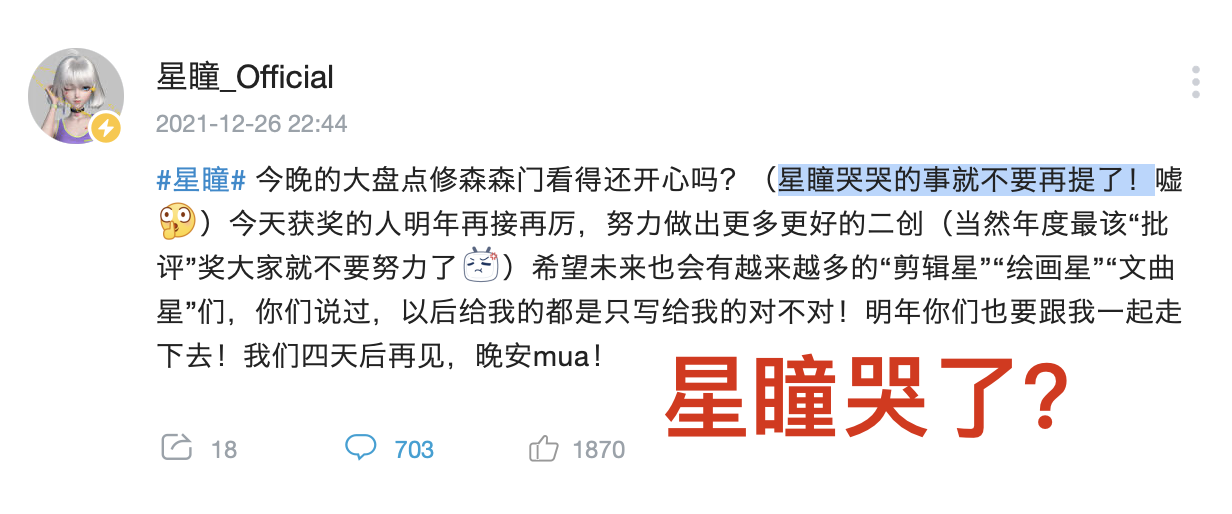 星瞳_Official
2021-12-26 22:44
#星瞳# 今晚的大盘点修森森门看得还开心吗？（星瞳哭哭的事就不要再提了！嘘
）今天获奖的人明年再接再厉，努力做出更多更好的二创（当然年度最该“批
评”奖大家就不要努力了）希望未来也会有越来越多的“剪辑星”“绘画星”“文曲
星”们，你们说过，以后给我的都是只写给我的对不对！明年你们也要跟我一起走
下去！我们四天后再见，晚安mua！
星瞳哭了?
18 703 1870